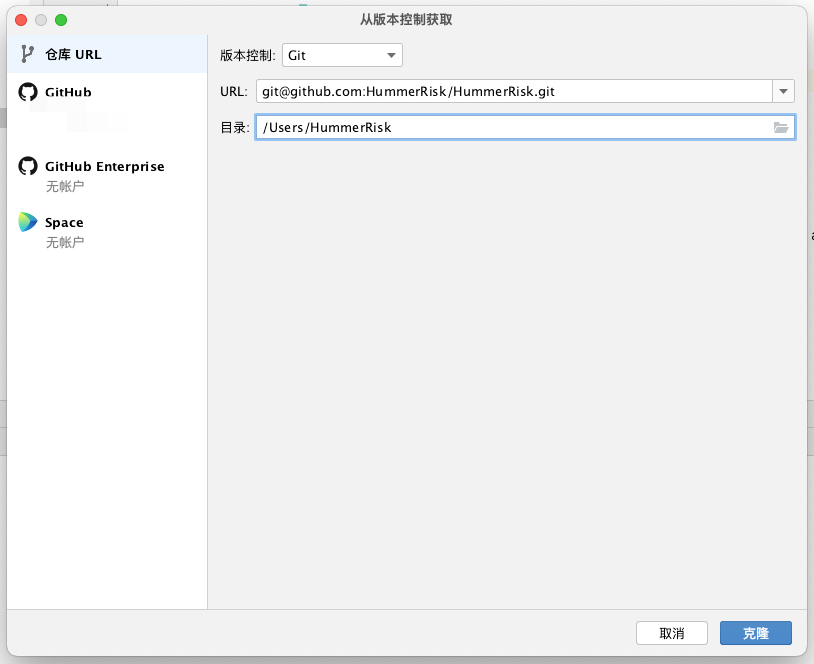 从版本控制获取
仓库 URL
GitHub
GitHub Enterprise
无帐户
Space
无帐户
版本控制: Git
URL: git@github.com:HummerRisk/HummerRisk.git
目录: /Users/HummerRisk
取消
克隆